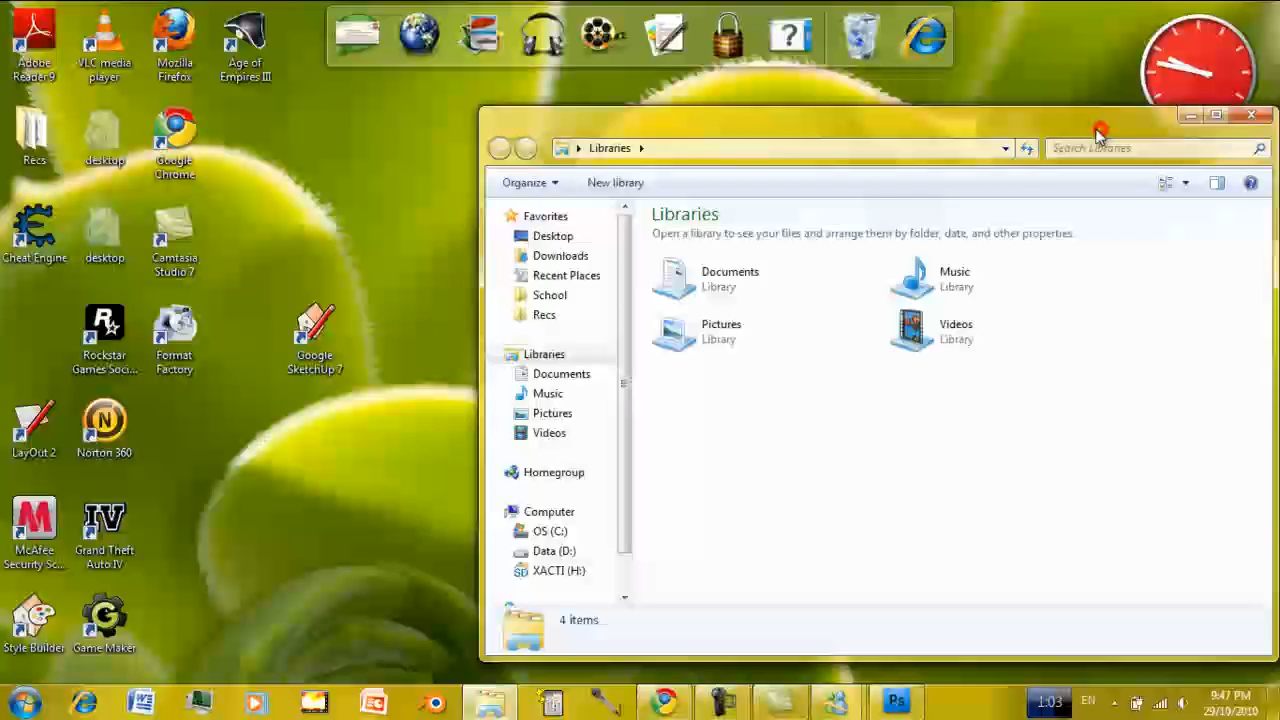 Adobe
Reader 9
VLC media
player
Mozilla
Firefox
Age of
Empires III
Recs
desktop
Google
Chrome
Cheat Engine
desktop
Camtasia
Studio 7
Rockstar
Games Soci...
Format
Factory
Google
SketchUp 7
LayOut 2
Norton 360
McAfee
Security Sc...
Grand Theft
Auto IV
Style Builder
Game Maker
Libraries
Search Libraries
Organize
New library
Favorites
Desktop
Downloads
Recent Places
School
Recs
Libraries
Documents
Music
Pictures
Videos
Homegroup
Computer
OS (C:)
Data (D:)
XACTI (H:)
Libraries
Open a library to see your files and arrange them by folder, date, and other properties.
Documents
Library
Music
Library
Pictures
Library
Videos
Library
4 items
1:03
EN
9:47 PM
29/10/2010